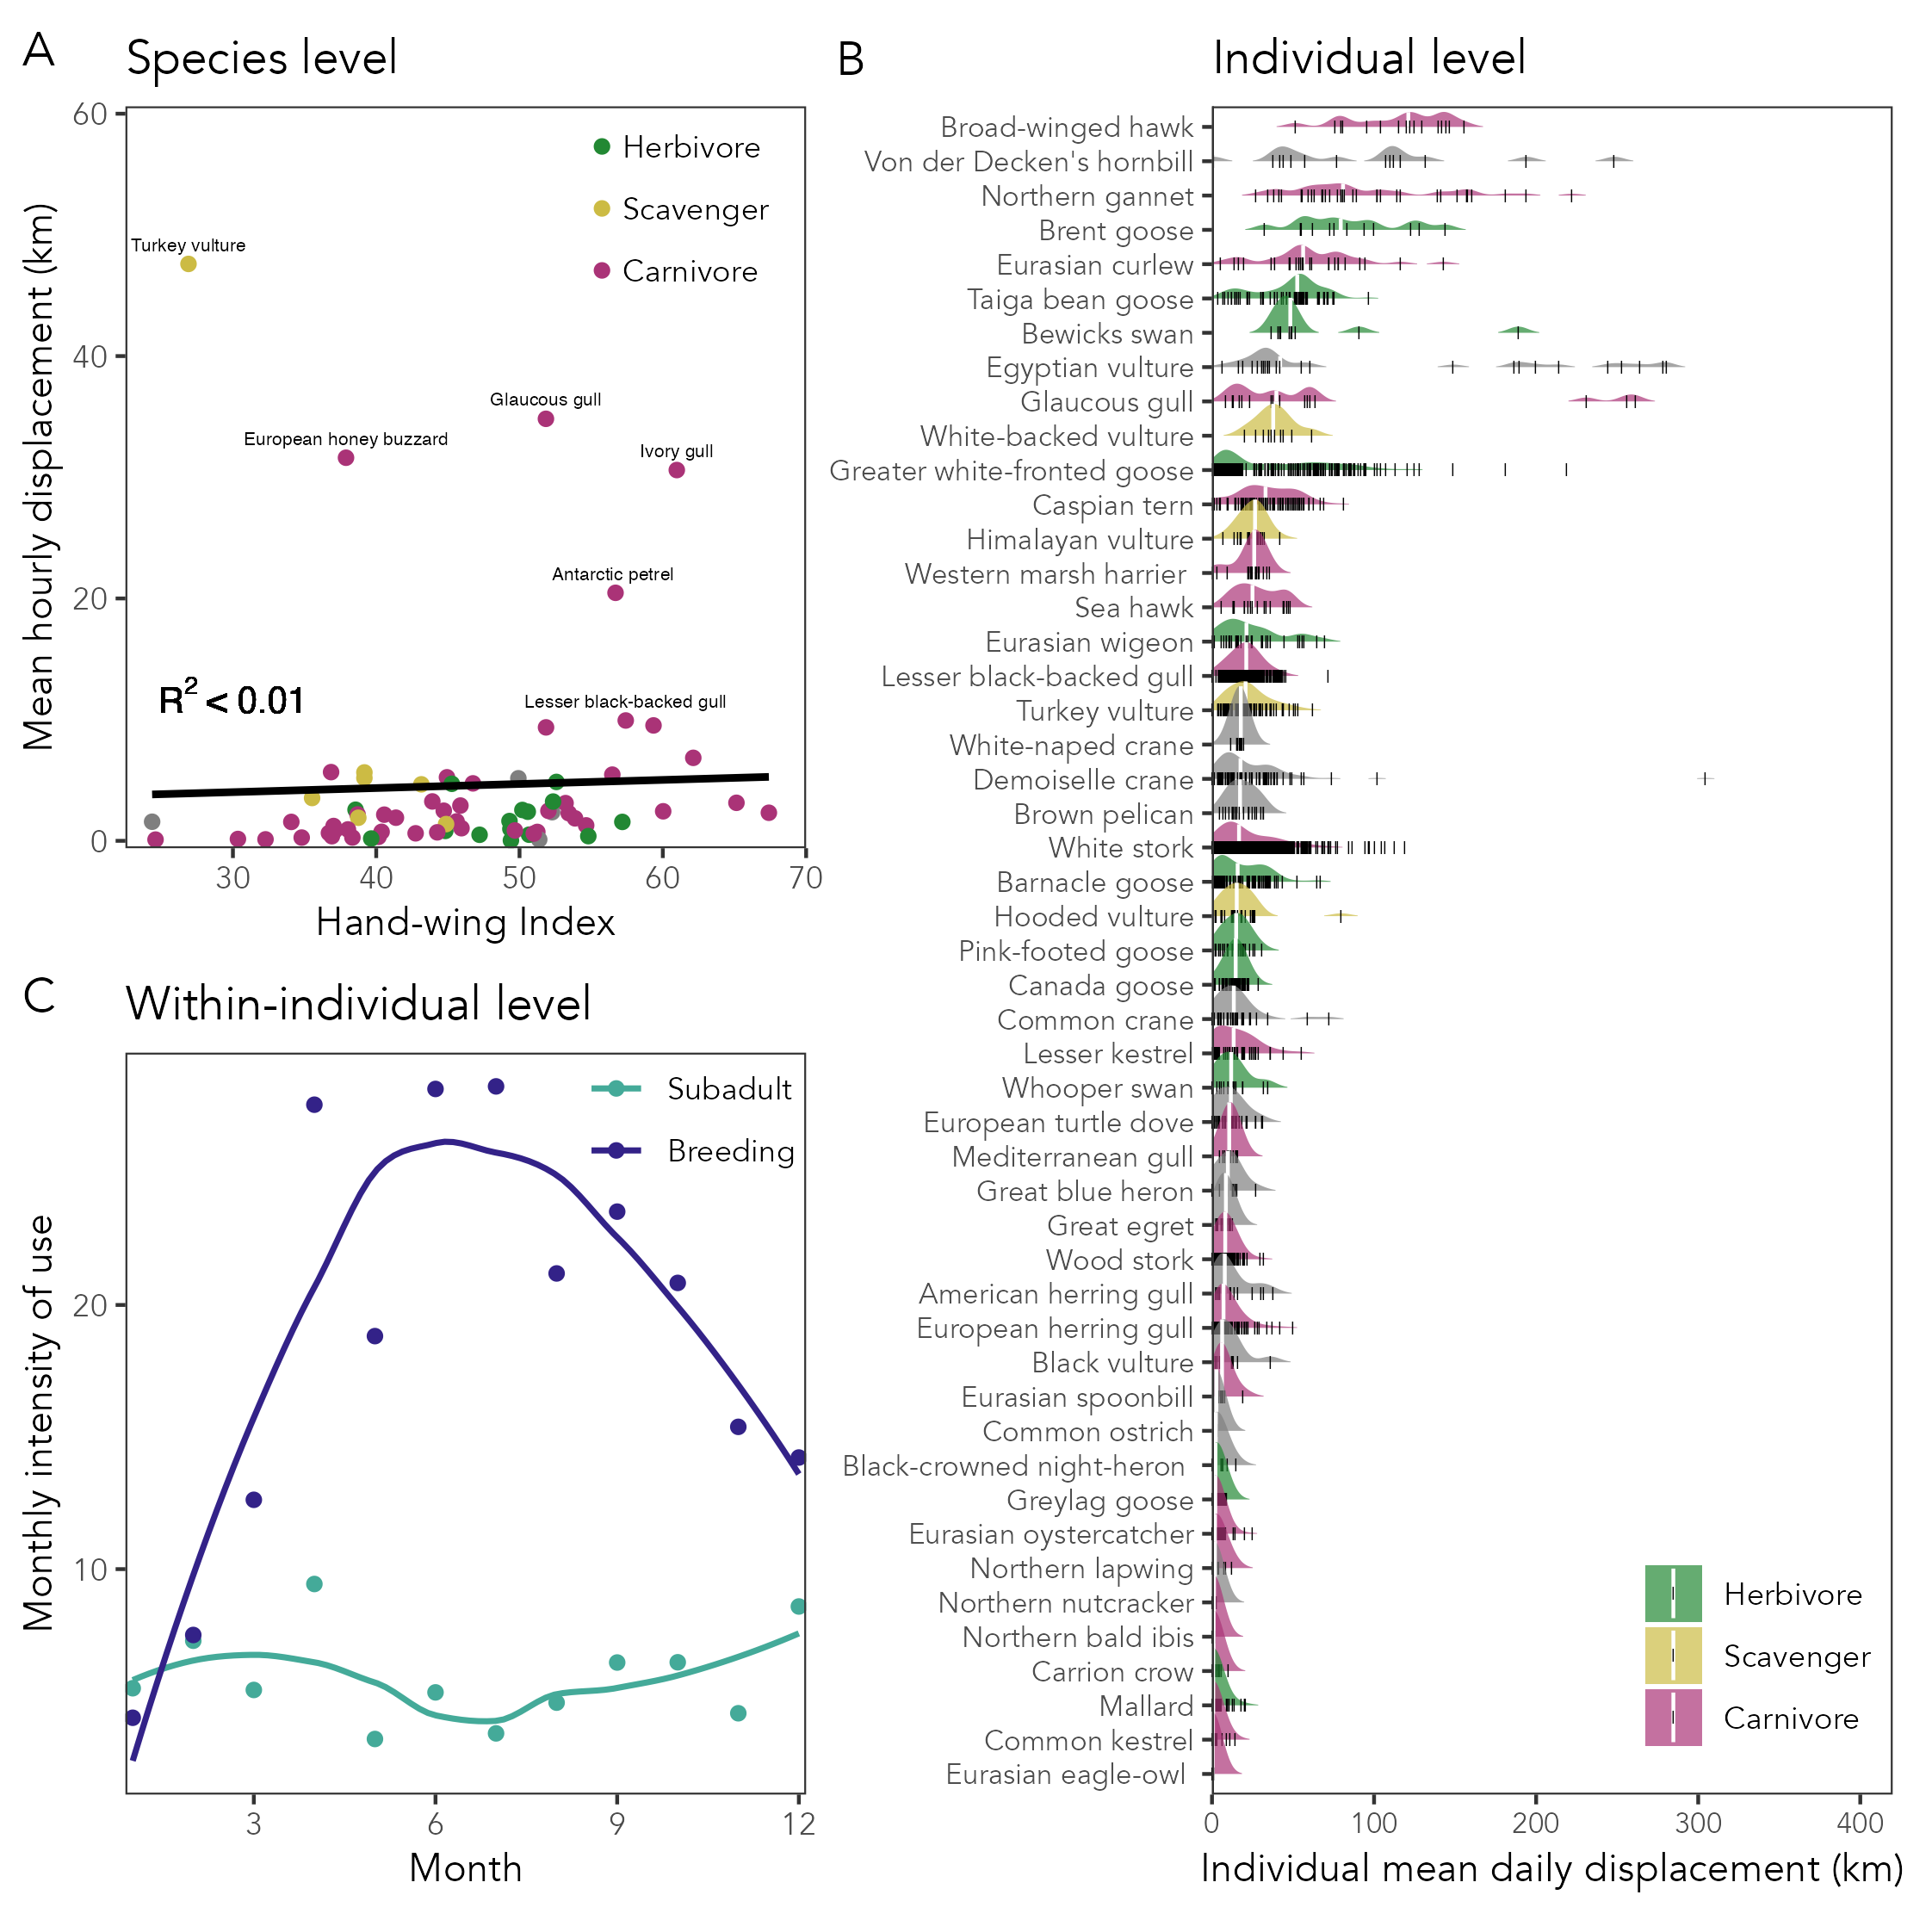 A
Species level
Mean hourly displacement (km)
60
40
20
0
Herbivore
Scavenger
Carnivore
Turkey vulture
Glaucous gull
European honey buzzard
Ivory gull
Antarctic petrel
Lesser black-backed gull
R2 < 0.01
30
40
50
60
70
Hand-wing Index
B
Individual level
Broad-winged hawk
Von der Decken's hornbill
Northern gannet
Brent goose
Eurasian curlew
Taiga bean goose
Bewicks swan
Egyptian vulture
Glaucous gull
White-backed vulture
Greater white-fronted goose
Caspian tern
Himalayan vulture
Western marsh harrier
Sea hawk
Eurasian wigeon
Lesser black-backed gull
Turkey vulture
White-naped crane
Demoiselle crane
Brown pelican
White stork
Barnacle goose
Hooded vulture
Pink-footed goose
Canada goose
Common crane
Lesser kestrel
Whooper swan
European turtle dove
Mediterranean gull
Great blue heron
Great egret
Wood stork
American herring gull
European herring gull
Black vulture
Eurasian spoonbill
Common ostrich
Black-crowned night-heron
Greylag goose
Eurasian oystercatcher
Northern lapwing
Northern nutcracker
Northern bald ibis
Carrion crow
Mallard
Common kestrel
Eurasian eagle-owl
Herbivore
Scavenger
Carnivore
0
100
200
300
400
Individual mean daily displacement (km)
C
Within-individual level
Monthly intensity of use
20
10
Subadult
Breeding
3
6
9
12
Month